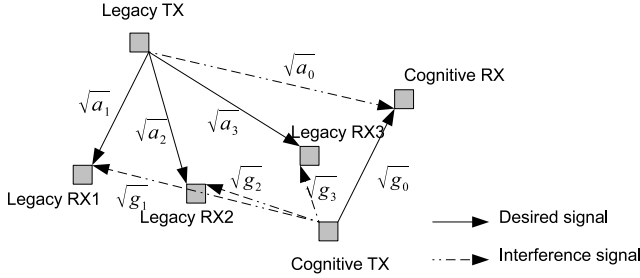 Legacy TX
√a₀
Cognitive RX
√a₁
√a₂
√a₃
Legacy RX3
√g₀
Legacy RX1
√g₁
Legacy RX2
√g₂
√g₃
Desired signal
Interference signal
Cognitive TX